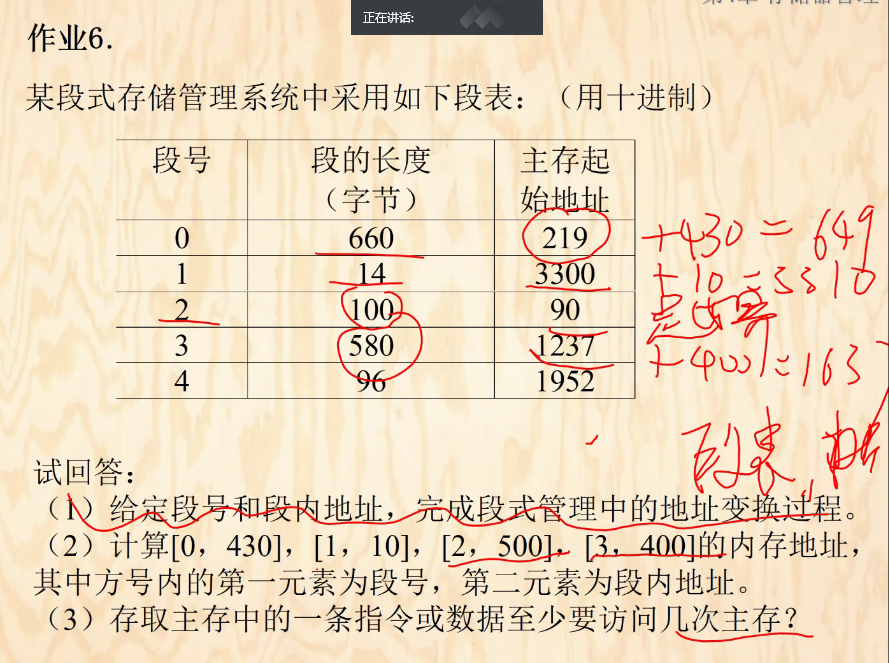 正在讲话:
作业6.
某段式存储管理系统中采用如下段表：（用十进制）
段号 段的长度（字节） 主存起始地址
0 660 219 +430 = 649
1 14 3300 +10 = 3310
2 100 90
3 580 1237 +400 = 163
4 96 1952
段表
试回答：
（1）给定段号和段内地址，完成段式管理中的地址变换过程。
（2）计算[0，430]，[1，10]，[2，500]，[3，400]的内存地址，
其中方号内的第一元素为段号，第二元素为段内地址。
（3）存取主存中的一条指令或数据至少要访问几次主存？